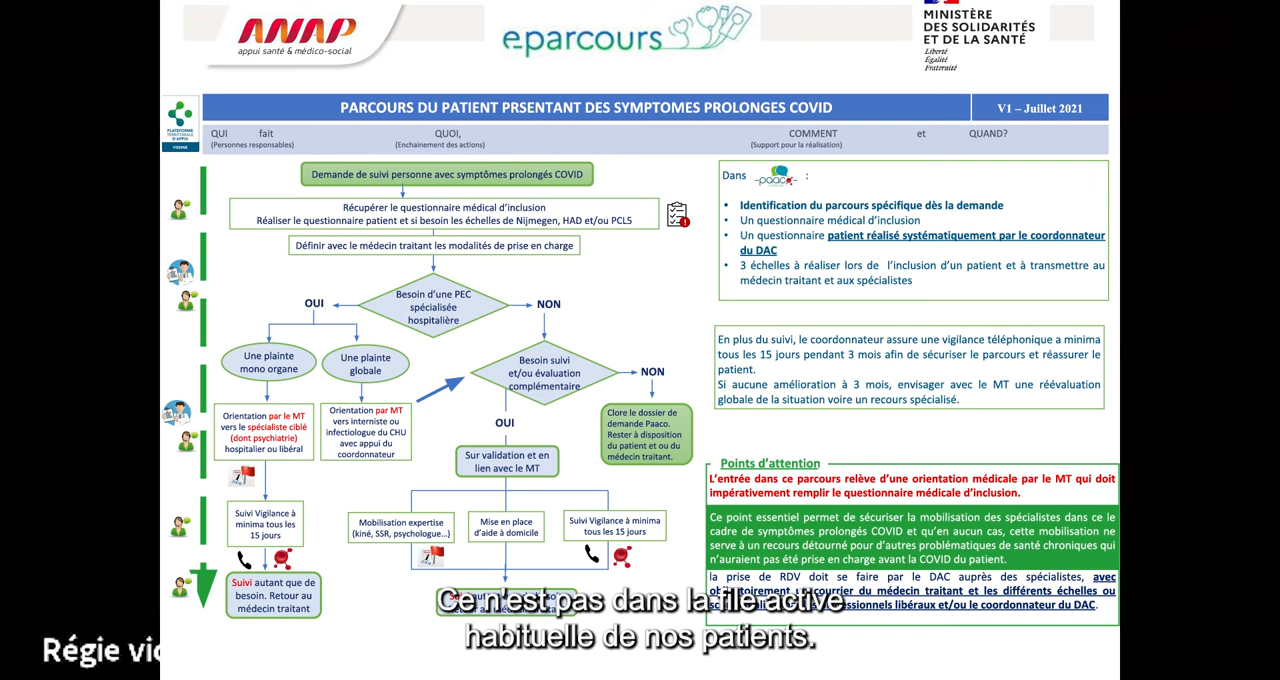 ANAP
appui santé & médico-social
eparcours
MINISTÈRE
DES SOLIDARITÉS
ET DE LA SANTÉ
Liberté
Égalité
Fraternité
PLATEFORME
TERRITORIALE
D'APPUI
VIENNE
PARCOURS DU PATIENT PRSENTANT DES SYMPTOMES PROLONGES COVID
V1 – Juillet 2021
QUI fait QUOI, COMMENT et QUAND?
(Personnes responsables) (Enchainement des actions) (Support pour la réalisation)
Demande de suivi personne avec symptômes prolongés COVID
Récupérer le questionnaire médical d'inclusion
Réaliser le questionnaire patient et si besoin les échelles de Nijmegen, HAD et/ou PCL5
Définir avec le médecin traitant les modalités de prise en charge
Besoin d'une PEC
spécialisée
hospitalière
OUI
NON
Une plainte
mono organe
Une plainte
globale
Besoin suivi
et/ou évaluation
complémentaire
NON
Orientation par le MT
vers le spécialiste ciblé
(dont psychiatrie)
hospitalier ou libéral
Orientation par MT
vers interniste ou
infectiologue du CHU
avec appui du
coordonnateur
OUI
Clore le dossier de
demande Paaco.
Rester à disposition
du patient et ou du
médecin traitant.
Sur validation et en
lien avec le MT
Suivi Vigilance à
minima tous les
15 jours
Mobilisation expertise
(kiné, SSR, psychologue…)
Mise en place
d'aide à domicile
Suivi Vigilance à minima
tous les 15 jours
Suivi autant que de
besoin. Retour au
médecin traitant
Dans -paaco- :
• Identification du parcours spécifique dès la demande
• Un questionnaire médical d'inclusion
• Un questionnaire patient réalisé systématiquement par le coordonnateur
du DAC
• 3 échelles à réaliser lors de l'inclusion d'un patient et à transmettre au
médecin traitant et aux spécialistes
En plus du suivi, le coordonnateur assure une vigilance téléphonique a minima
tous les 15 jours pendant 3 mois afin de sécuriser le parcours et réassurer le
patient.
Si aucune amélioration à 3 mois, envisager avec le MT une réévaluation
globale de la situation voire un recours spécialisé.
Points d'attention
L'entrée dans ce parcours relève d'une orientation médicale par le MT qui doit
impérativement remplir le questionnaire médicale d'inclusion.
Ce point essentiel permet de sécuriser la mobilisation des spécialistes dans ce le
cadre de symptômes prolongés COVID et qu'en aucun cas, cette mobilisation ne
serve à un recours détourné pour d'autres problématiques de santé chroniques qui
n'auraient pas été prise en charge avant la COVID du patient.
la prise de RDV doit se faire par le DAC auprès des spécialistes, avec
obligatoirement un courrier du médecin traitant et les différents échelles ou
professionnels libéraux et/ou le coordonnateur du DAC.
Ce n'est pas dans la file active
habituelle de nos patients.
Régie